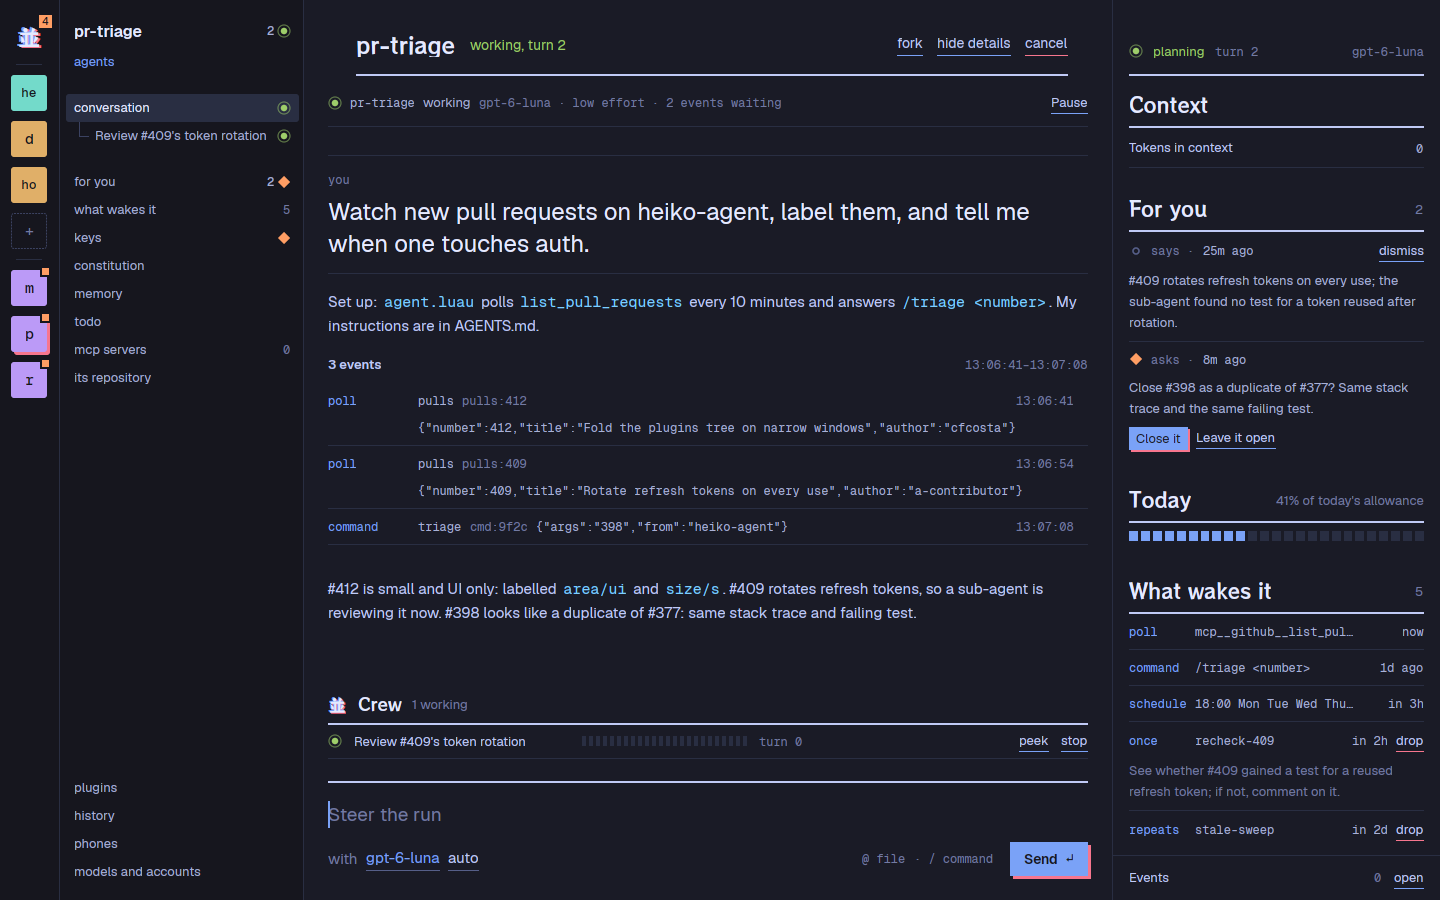 4
he
d
ho
+
m
p
r
pr-triage 2
agents
conversation
Review #409's token rotation
for you 2
what wakes it 5
keys
constitution
memory
todo
mcp servers 0
its repository
plugins
history
phones
models and accounts
pr-triage working, turn 2 fork hide details cancel
pr-triage working gpt-6-luna · low effort · 2 events waiting Pause
you
Watch new pull requests on heiko-agent, label them, and tell me
when one touches auth.
Set up: agent.luau polls list_pull_requests every 10 minutes and answers /triage <number>. My
instructions are in AGENTS.md.
3 events 13:06:41–13:07:08
poll pulls pulls:412 13:06:41
{"number":412,"title":"Fold the plugins tree on narrow windows","author":"cfcosta"}
poll pulls pulls:409 13:06:54
{"number":409,"title":"Rotate refresh tokens on every use","author":"a-contributor"}
command triage cmd:9f2c {"args":"398","from":"heiko-agent"} 13:07:08
#412 is small and UI only: labelled area/ui and size/s. #409 rotates refresh tokens, so a sub-agent is
reviewing it now. #398 looks like a duplicate of #377: same stack trace and failing test.
Crew 1 working
Review #409's token rotation turn 0 peek stop
Steer the run
with gpt-6-luna auto @ file · / command Send ↵
planning turn 2 gpt-6-luna
Context
Tokens in context 0
For you 2
says · 25m ago dismiss
#409 rotates refresh tokens on every use; the
sub-agent found no test for a token reused after
rotation.
asks · 8m ago
Close #398 as a duplicate of #377? Same stack
trace and the same failing test.
Close it Leave it open
Today 41% of today's allowance
What wakes it 5
poll mcp__github__list_pul… now
command /triage <number> 1d ago
schedule 18:00 Mon Tue Wed Thu… in 3h
once recheck-409 in 2h drop
See whether #409 gained a test for a reused
refresh token; if not, comment on it.
repeats stale-sweep in 2d drop
Events 0 open